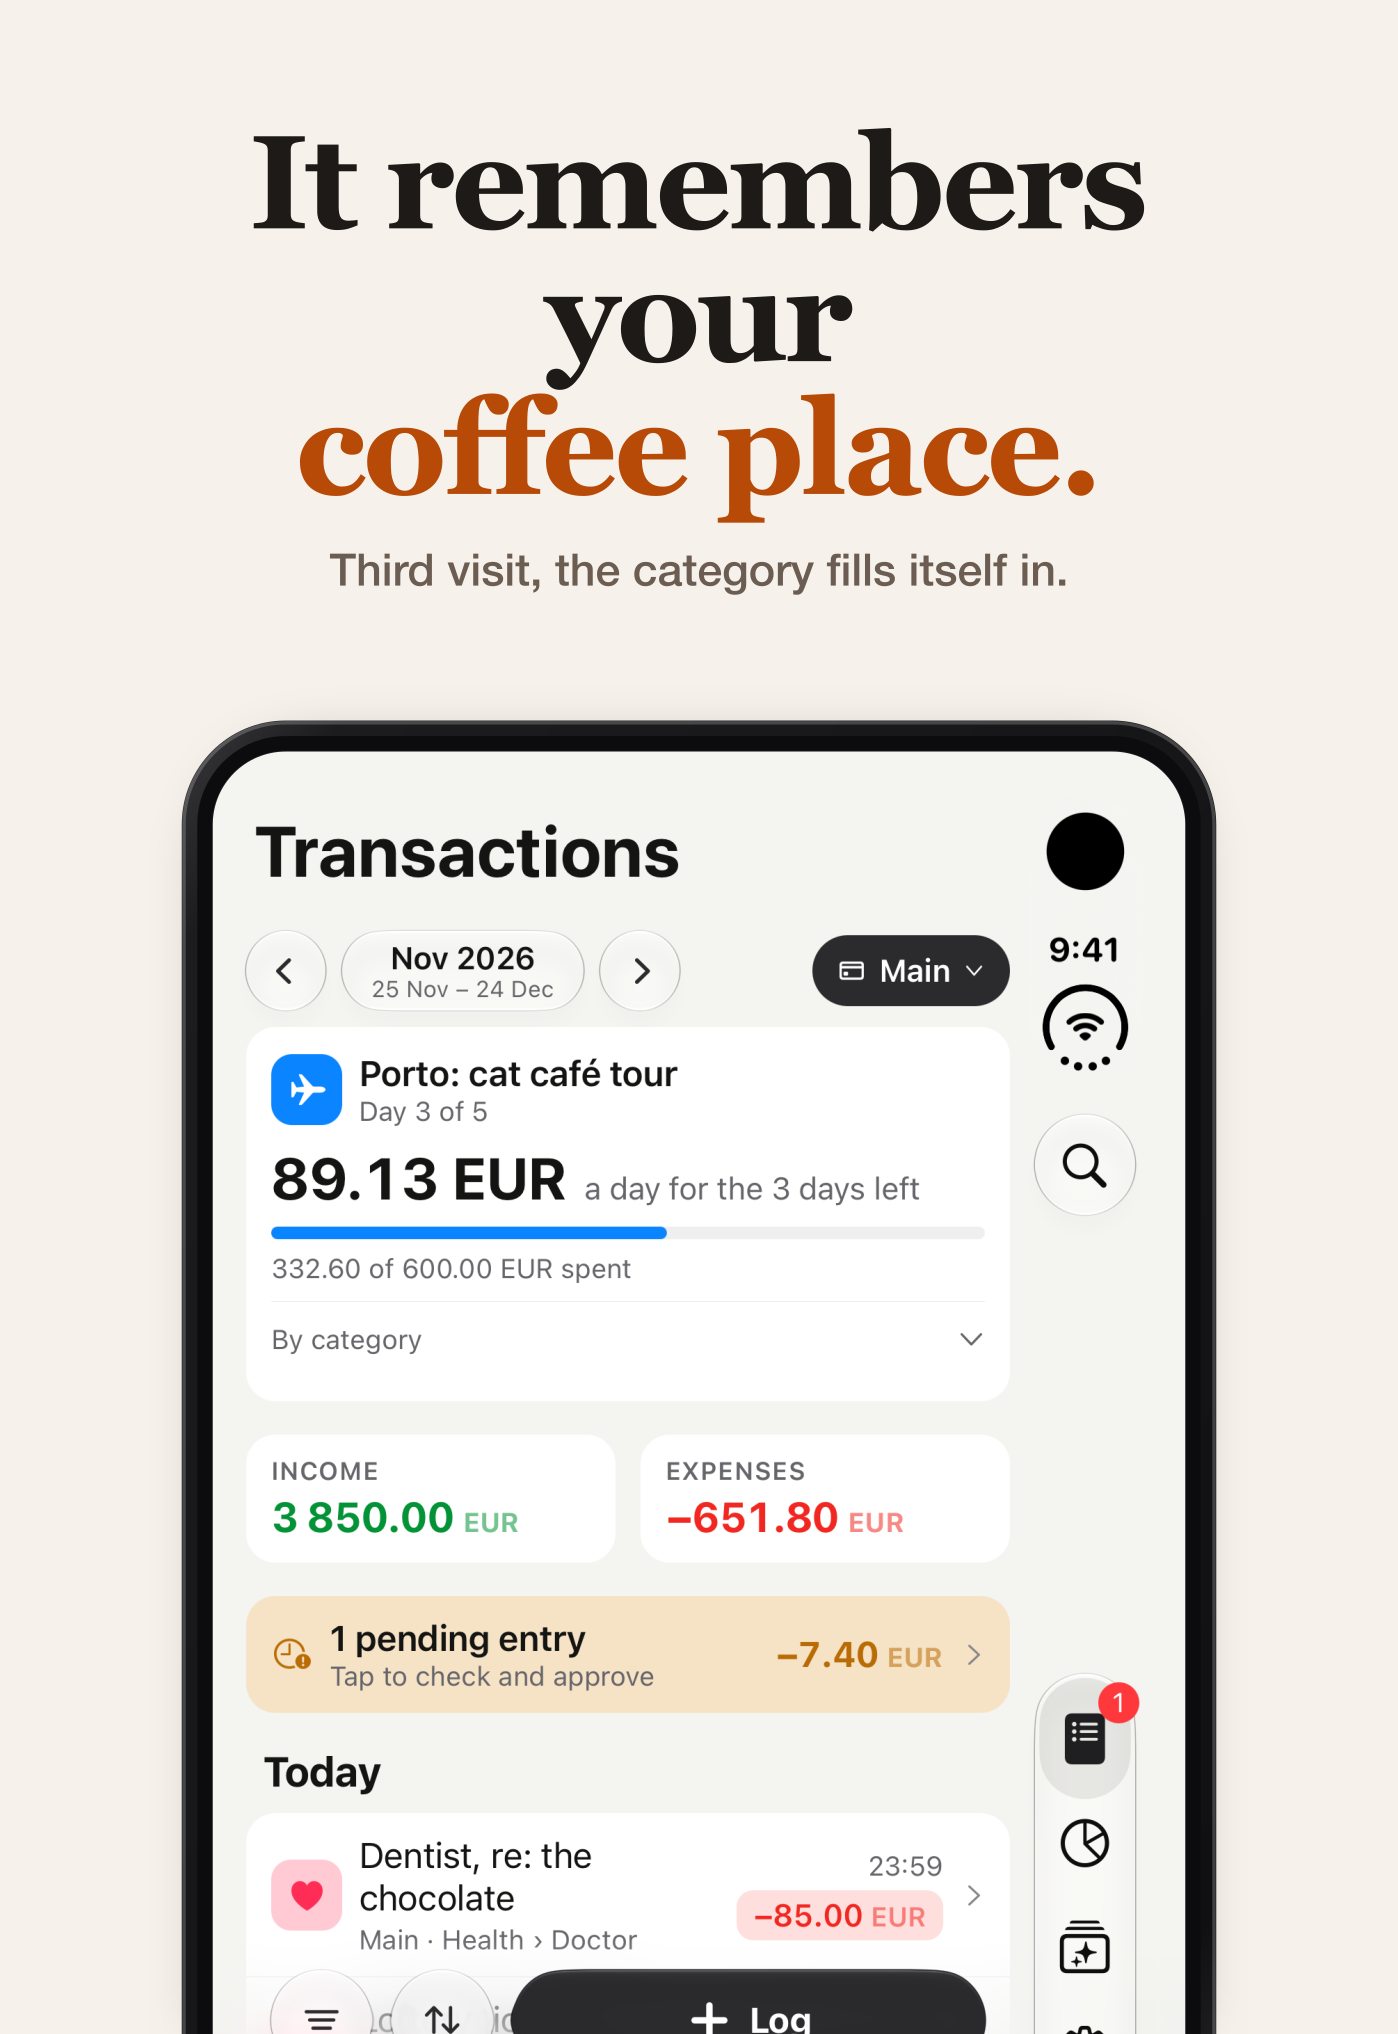 It remembers
your
coffee place.
Third visit, the category fills itself in.
Transactions
9:41
Nov 2026
25 Nov – 24 Dec
Main
Porto: cat café tour
Day 3 of 5
89.13 EUR a day for the 3 days left
332.60 of 600.00 EUR spent
By category
INCOME
3 850.00 EUR
EXPENSES
–651.80 EUR
1 pending entry
Tap to check and approve
–7.40 EUR
1
Today
Dentist, re: the
chocolate
Main · Health › Doctor
23:59
–85.00 EUR
Log